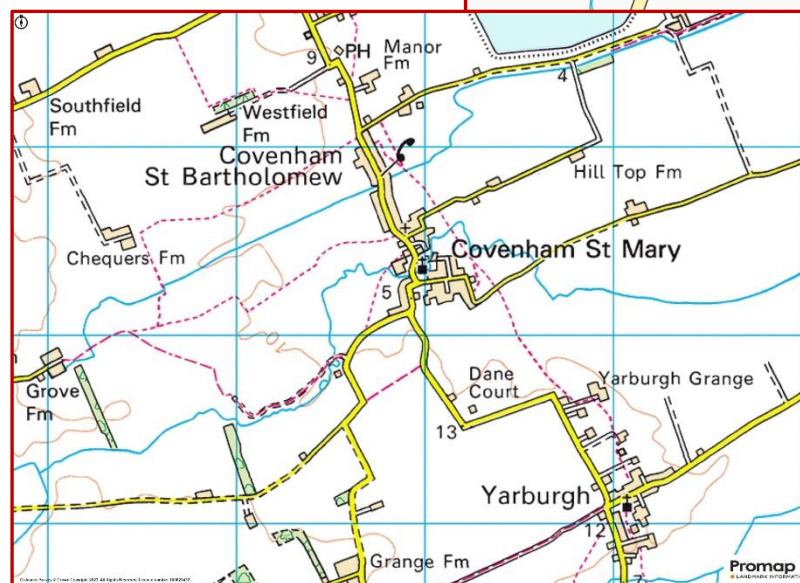 PH
Manor
Fm
9
4
Southfield
Fm
Westfield
Fm
Covenham
St Bartholomew
Hill Top Fm
Chequers Fm
Covenham St Mary
5
Grove
Fm
Dane
Court
Yarburgh Grange
13
Yarburgh
12
Grange Fm
7
Promap